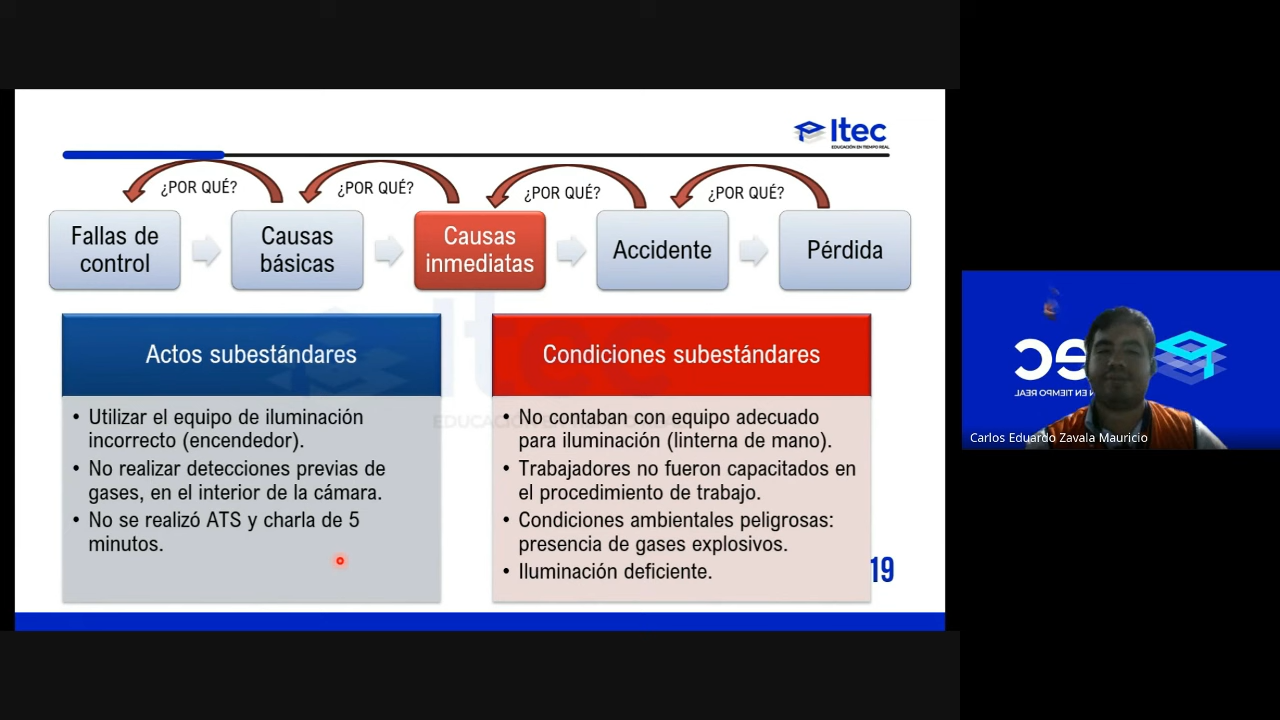 Itec
EDUCACIÓN EN TIEMPO REAL
¿POR QUÉ?
¿POR QUÉ?
¿POR QUÉ?
¿POR QUÉ?
Fallas de
control
Causas
básicas
Causas
inmediatas
Accidente
Pérdida
Actos subestándares
• Utilizar el equipo de iluminación
incorrecto (encendedor).
• No realizar detecciones previas de
gases, en el interior de la cámara.
• No se realizó ATS y charla de 5
minutos.
Condiciones subestándares
• No contaban con equipo adecuado
para iluminación (linterna de mano).
• Trabajadores no fueron capacitados en
el procedimiento de trabajo.
• Condiciones ambientales peligrosas:
presencia de gases explosivos.
• Iluminación deficiente.
19
Carlos Eduardo Zavala Mauricio